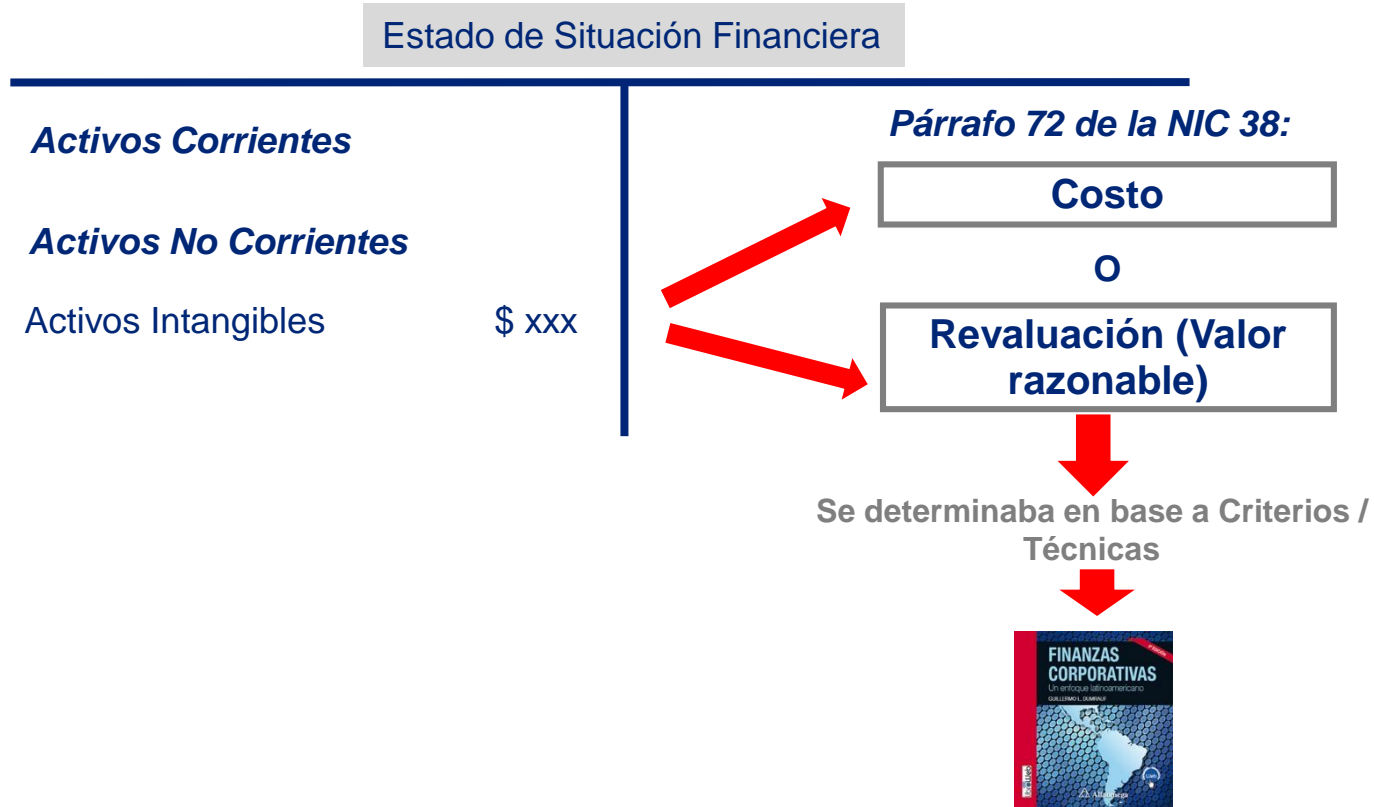 Estado de Situación Financiera
Activos Corrientes
Activos No Corrientes
Activos Intangibles $ xxx
Párrafo 72 de la NIC 38:
Costo
O
Revaluación (Valor
razonable)
Se determinaba en base a Criterios /
Técnicas
FINANZAS
CORPORATIVAS
Un enfoque latinoamericano
GUILLERMO L. DUMRAUF
Alfaomega